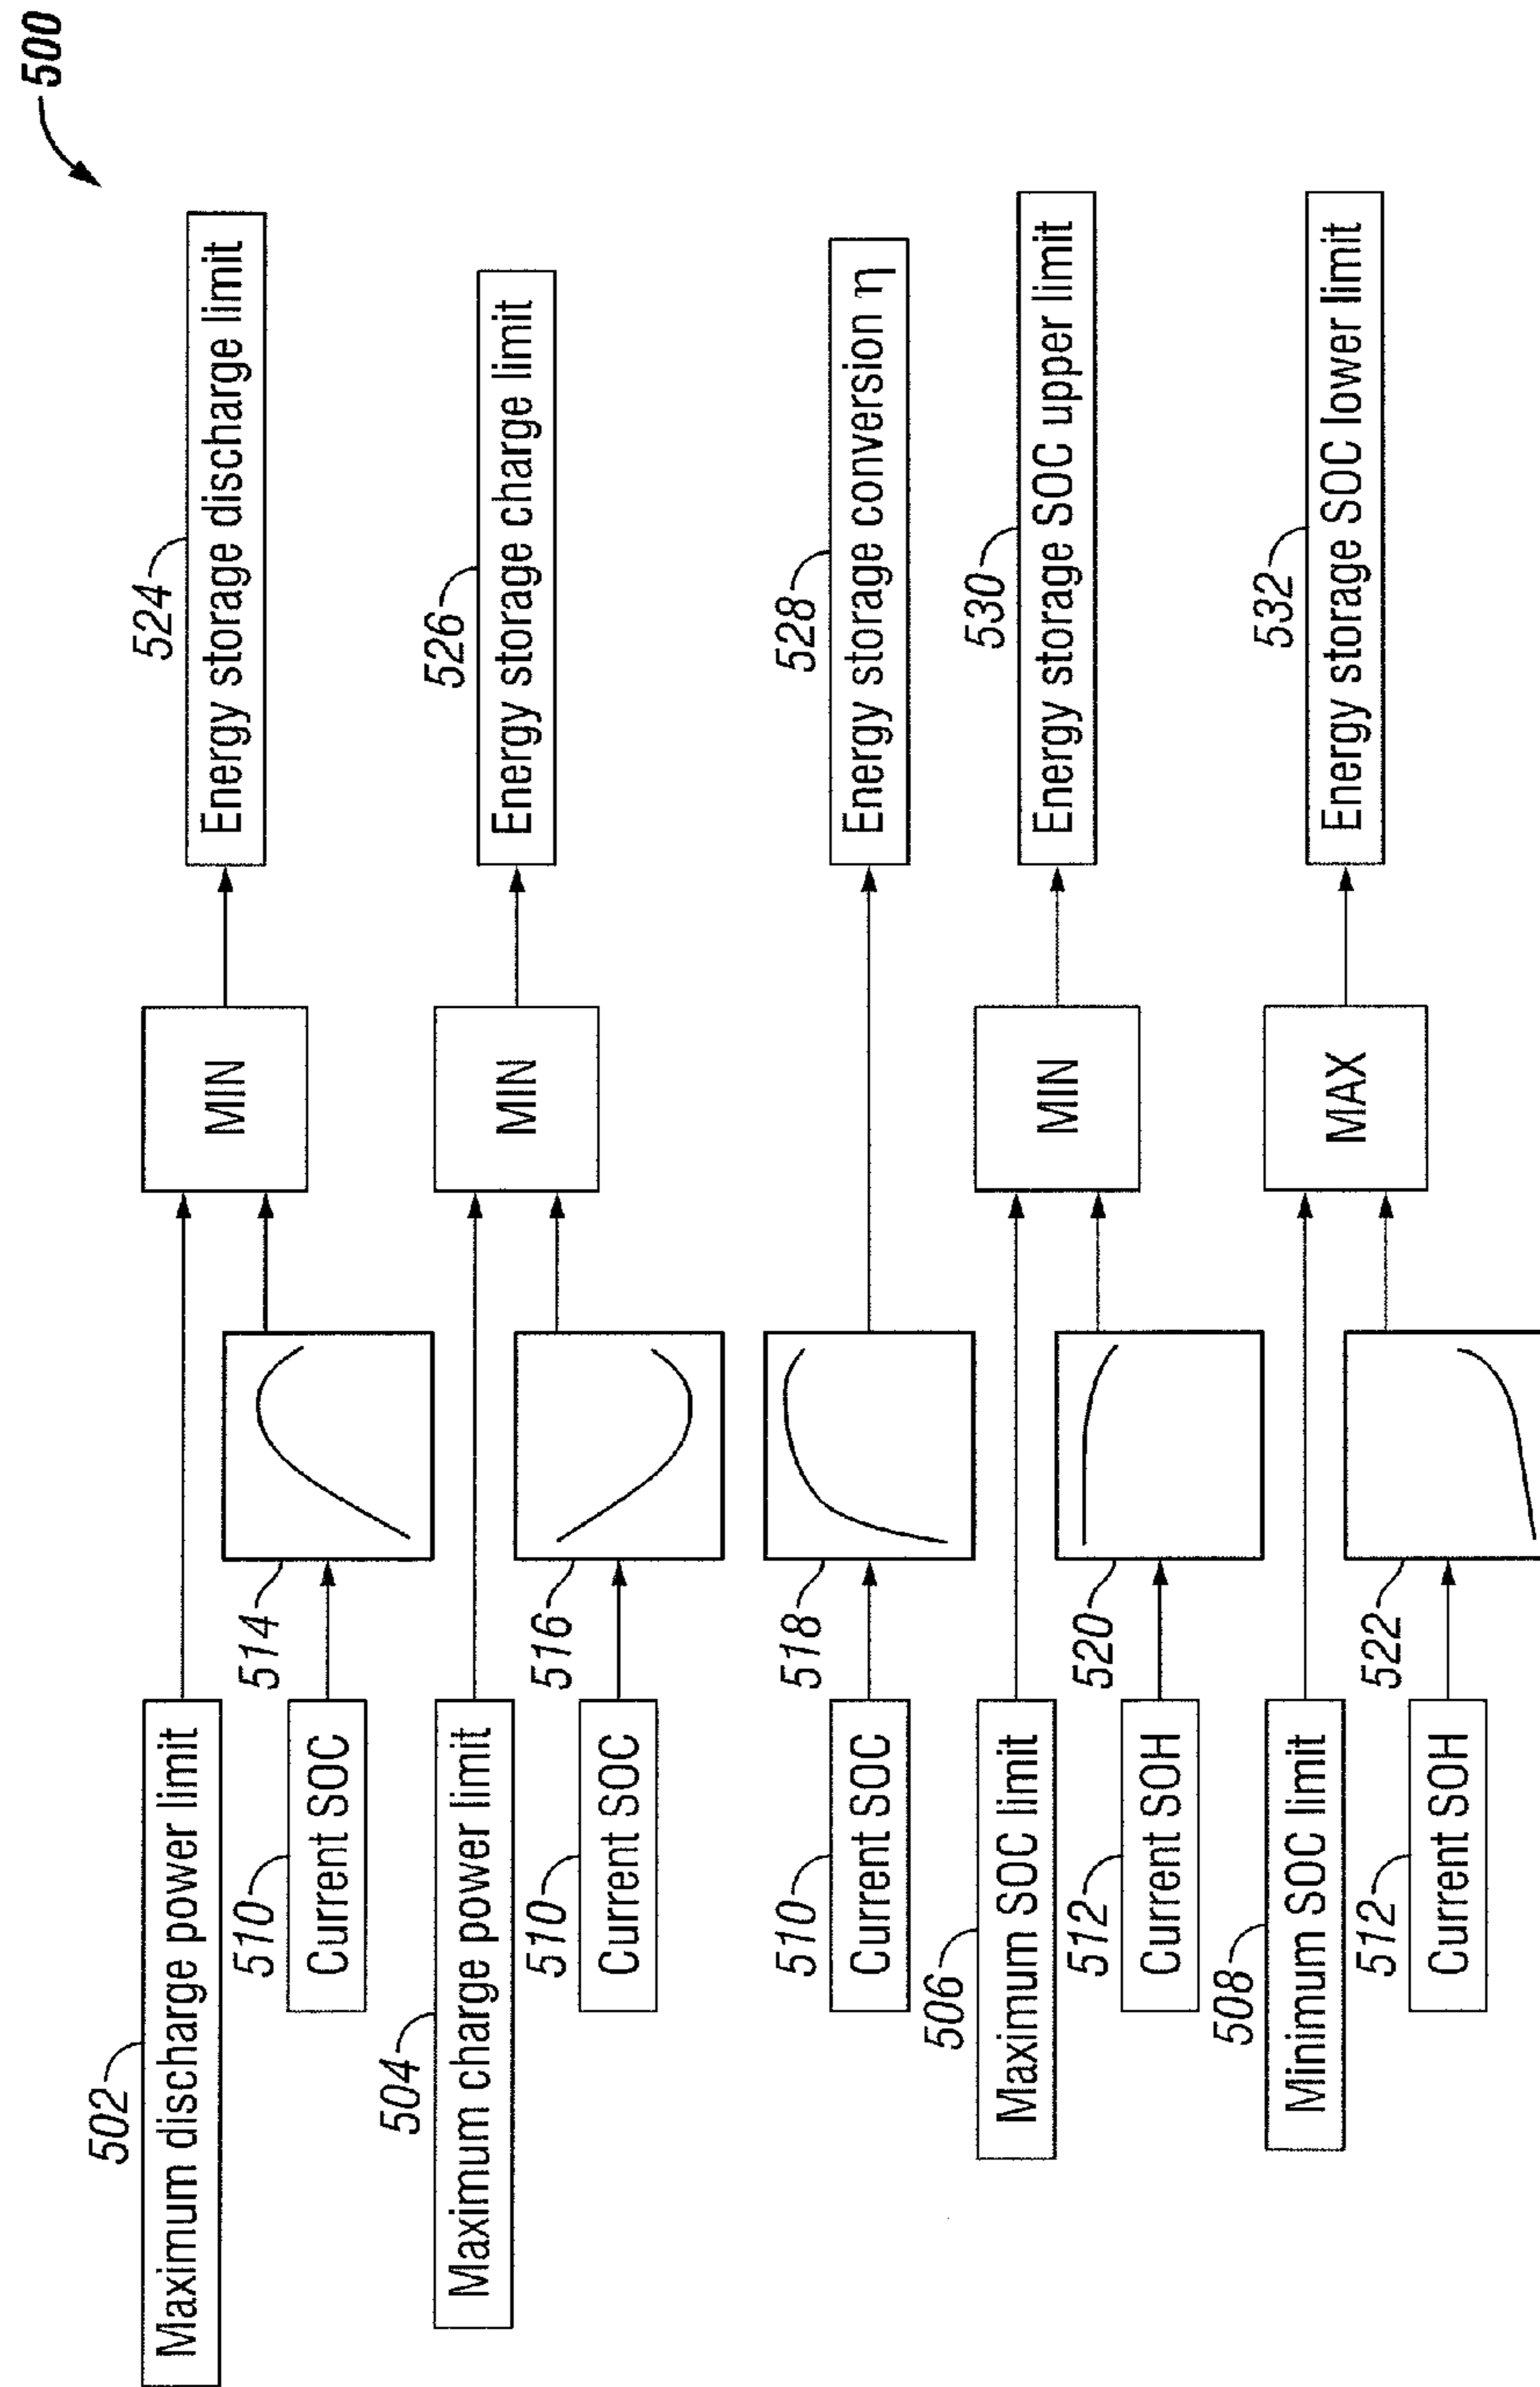 500
502
Maximum discharge power limit
510
Current SOC
514
MIN
524
Energy storage discharge limit
504
Maximum charge power limit
510
Current SOC
516
MIN
526
Energy storage charge limit
510
Current SOC
518
528
Energy storage conversion η
506
Maximum SOC limit
512
Current SOH
520
MIN
530
Energy storage SOC upper limit
508
Minimum SOC limit
512
Current SOH
522
MAX
532
Energy storage SOC lower limit